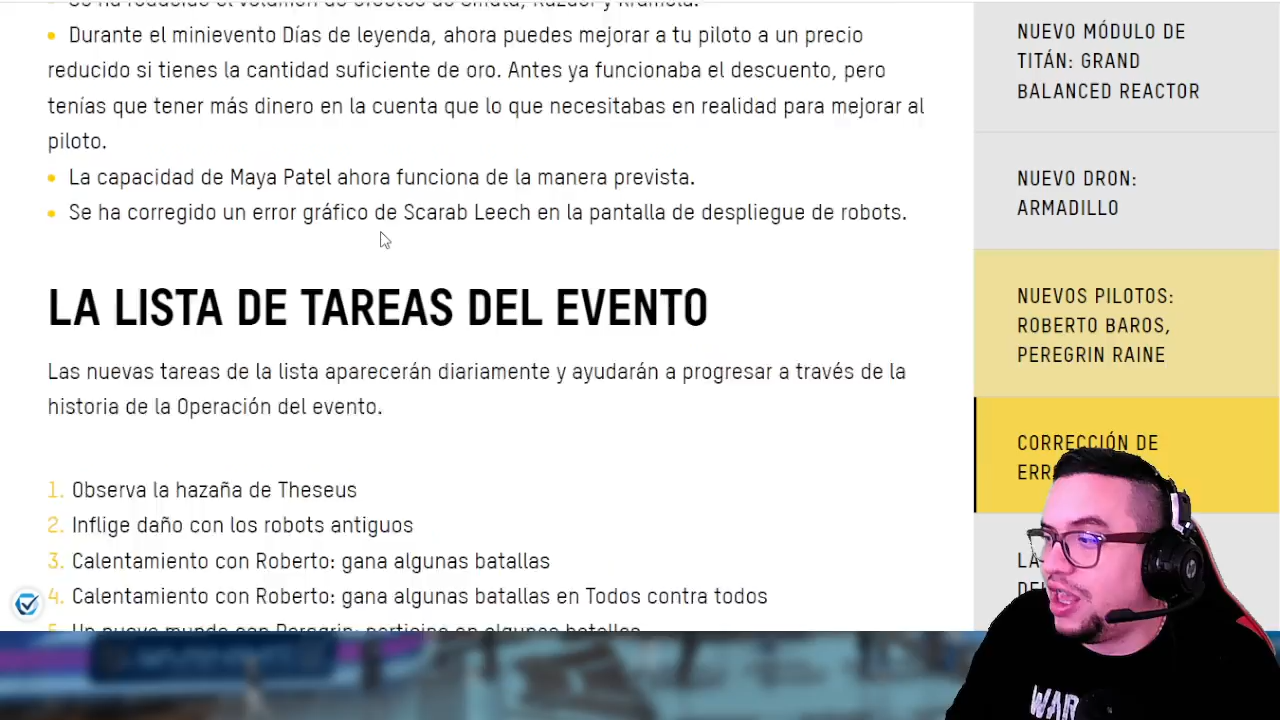 Durante el minievento Días de leyenda, ahora puedes mejorar a tu piloto a un precio
reducido si tienes la cantidad suficiente de oro. Antes ya funcionaba el descuento, pero
tenías que tener más dinero en la cuenta que lo que necesitabas en realidad para mejorar al
piloto.
La capacidad de Maya Patel ahora funciona de la manera prevista.
Se ha corregido un error gráfico de Scarab Leech en la pantalla de despliegue de robots.
LA LISTA DE TAREAS DEL EVENTO
Las nuevas tareas de la lista aparecerán diariamente y ayudarán a progresar a través de la
historia de la Operación del evento.
1. Observa la hazaña de Theseus
2. Inflige daño con los robots antiguos
3. Calentamiento con Roberto: gana algunas batallas
4. Calentamiento con Roberto: gana algunas batallas en Todos contra todos
NUEVO MÓDULO DE
TITÁN: GRAND
BALANCED REACTOR
NUEVO DRON:
ARMADILLO
NUEVOS PILOTOS:
ROBERTO BAROS,
PEREGRIN RAINE
CORRECCIÓN DE
WAR